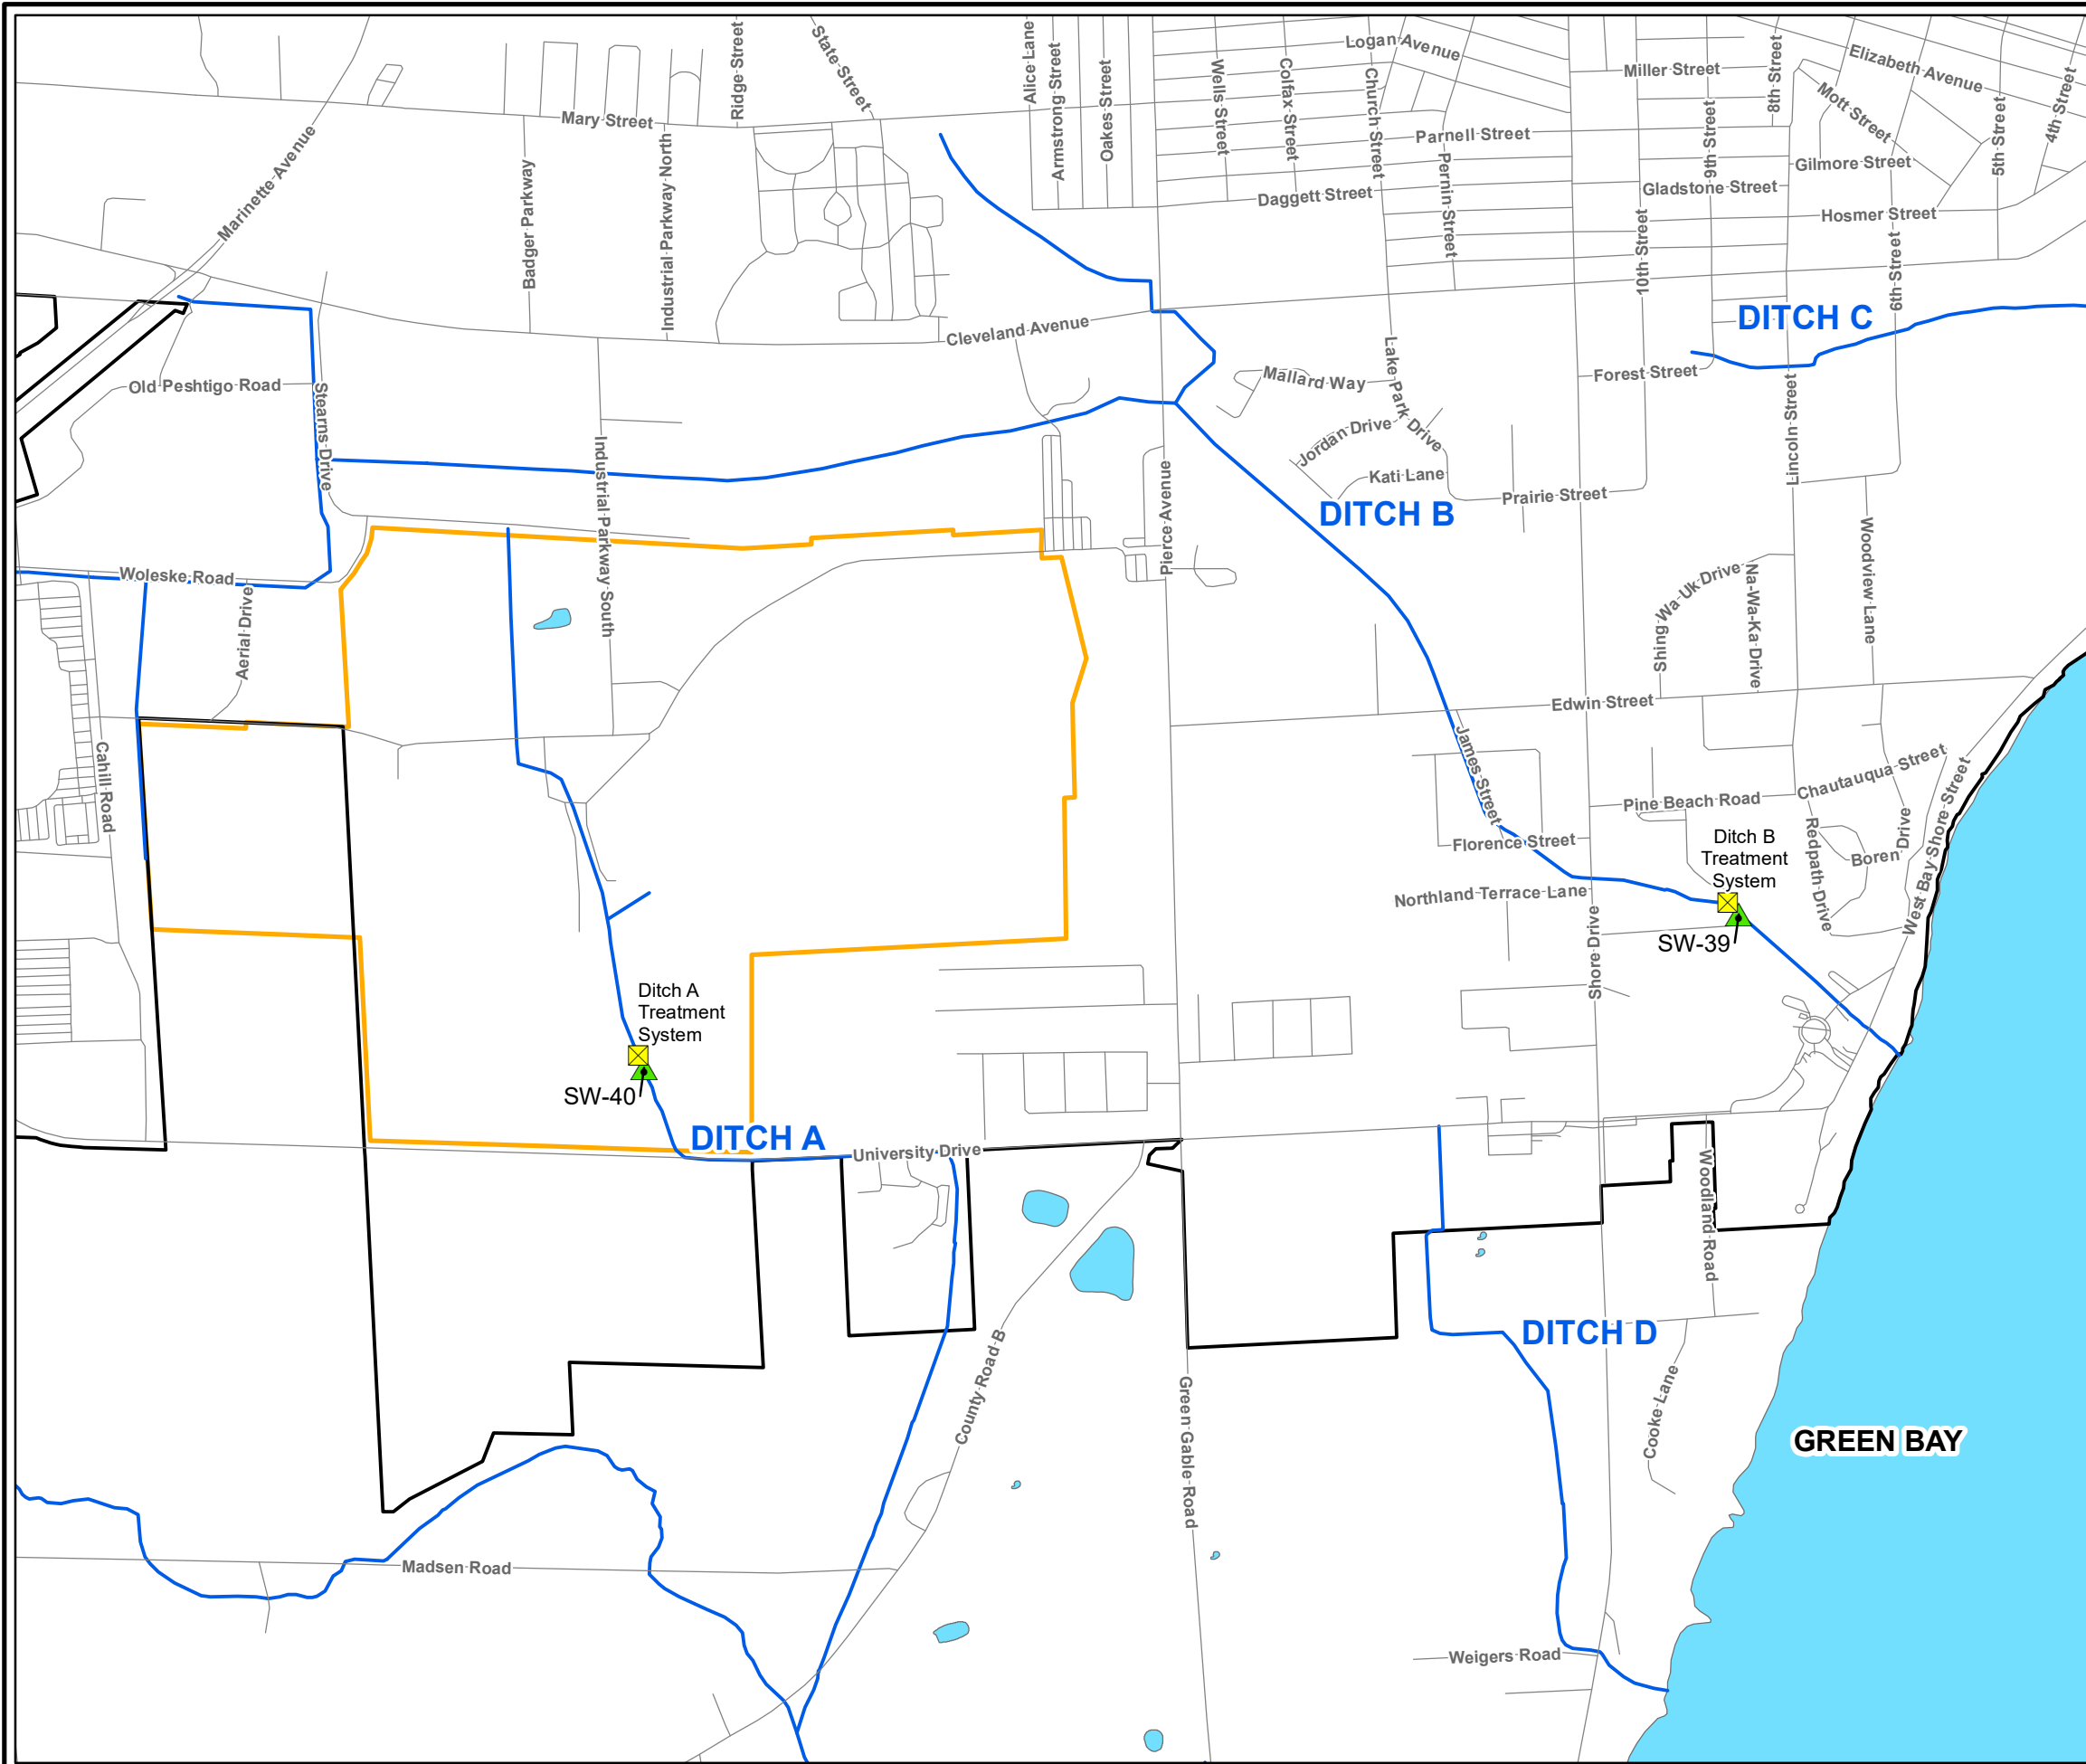 State Street
Ridge Street
Alice Lane
Armstrong Street
Oakes Street
Wells Street
Colfax Street
Church Street
Logan Avenue
Miller Street
8th Street
Elizabeth Avenue
Mott Street
5th Street
4th Street
Mary Street
Marinette Avenue
Badger Parkway
Industrial Parkway North
Parnell Street
Pernin Street
9th Street
Gilmore Street
Gladstone Street
Daggett Street
Hosmer Street
10th Street
6th Street
Cleveland Avenue
DITCH C
Old Peshtigo Road
Stearns Drive
Mallard Way
Lake Park Drive
Forest Street
Lincoln Street
Jordan Drive
Kati Lane
Prairie Street
DITCH B
Industrial Parkway South
Pierce Avenue
Woleske Road
Aerial Drive
Shing Wa-Uk Drive
Na-Wa-Ka Drive
Woodview Lane
Edwin Street
Cahill Road
James Street
Chautauqua Street
Pine Beach Road
Ditch B
Treatment
System
Florence Street
Redpath Drive
Boren Drive
West Bay Shore Street
Northland Terrace Lane
SW-39
Shore Drive
Ditch A
Treatment
System
SW-40
DITCH A
University Drive
Woodland Road
DITCH D
County Road B
Green Gable Road
Cooke Lane
GREEN BAY
Madsen Road
Weigers Road